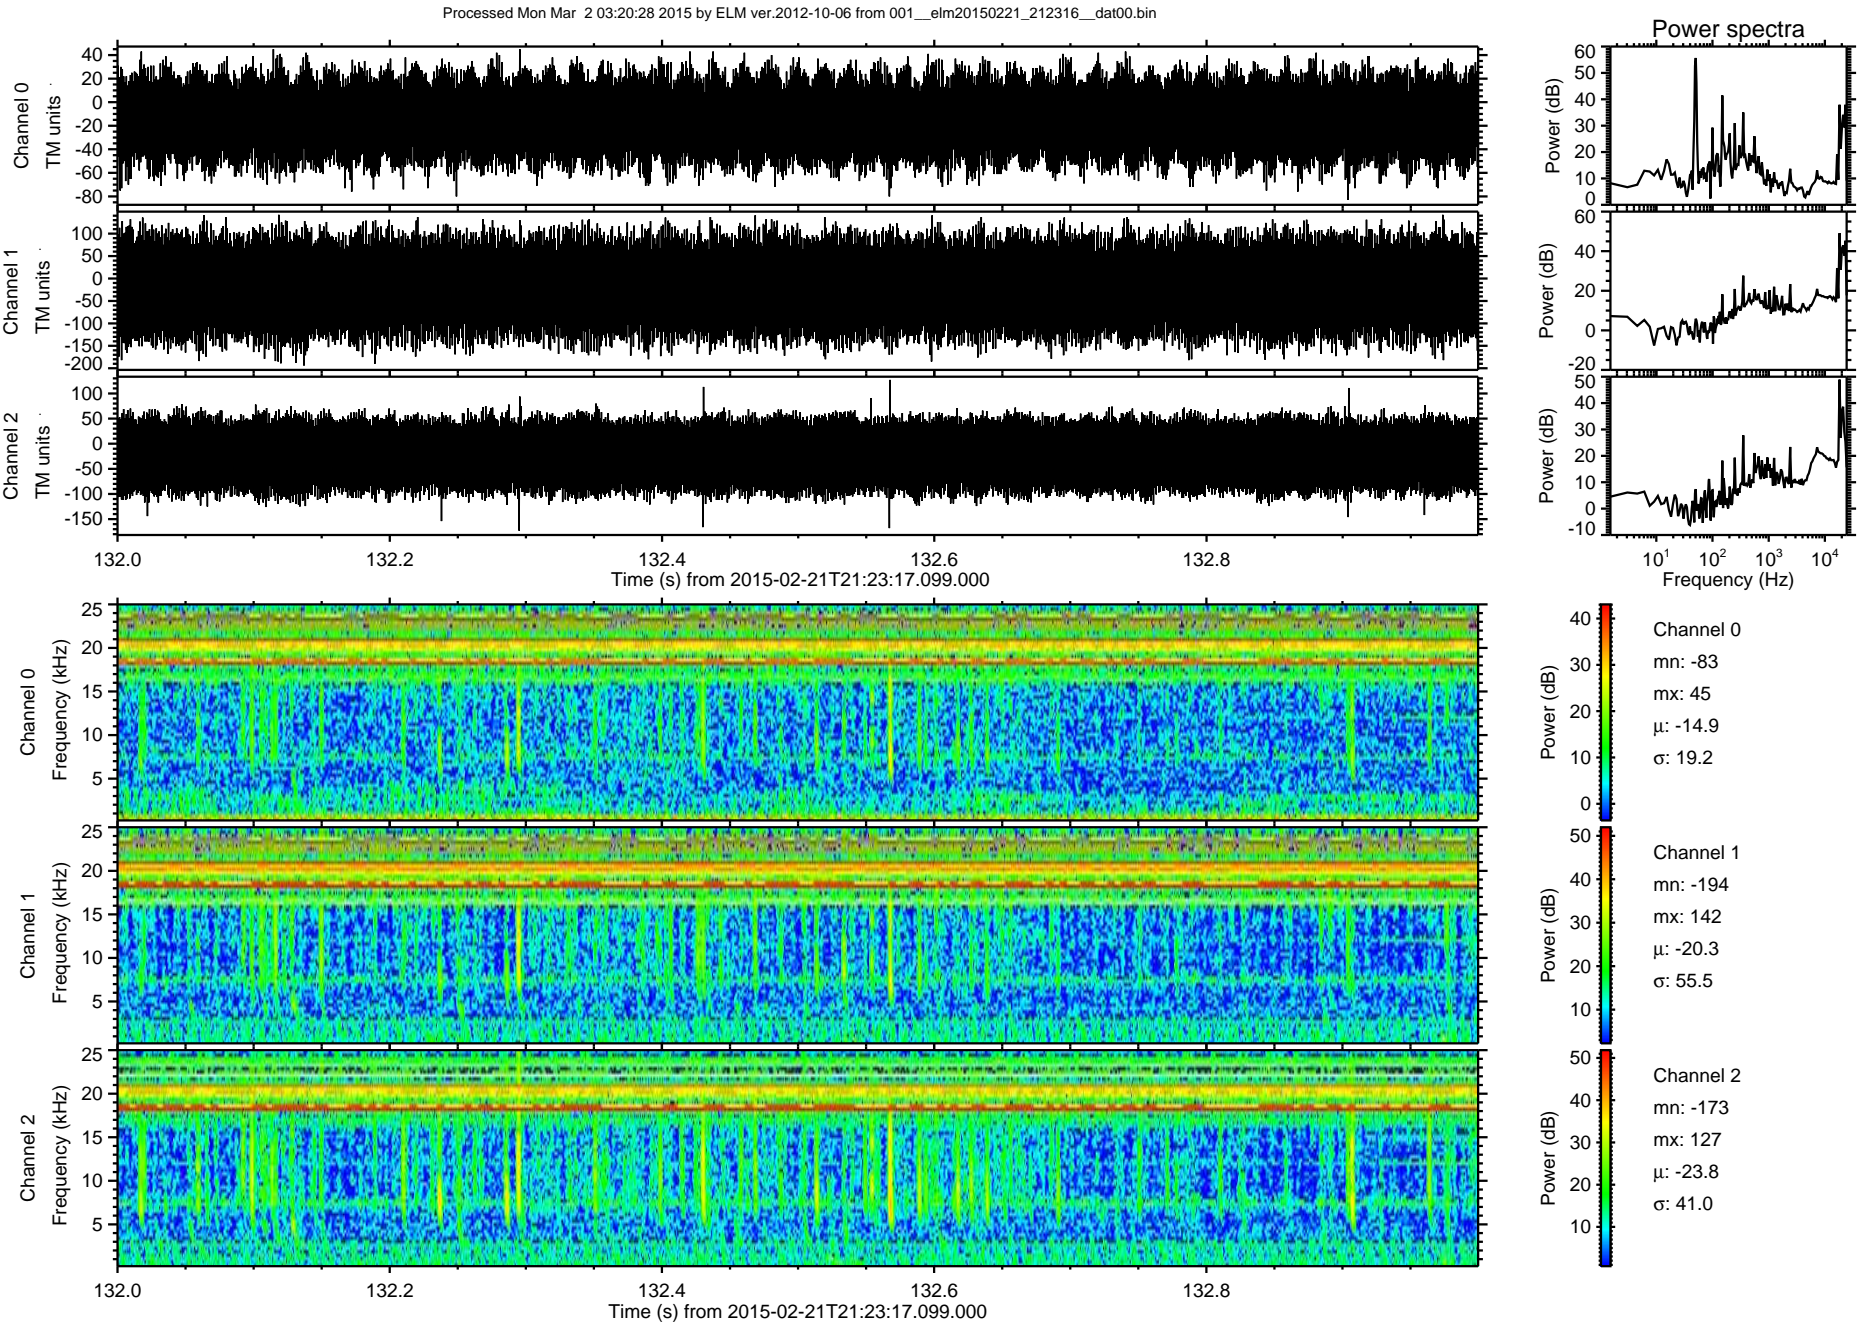 Processed Mon Mar  2 03:20:28 2015 by ELM ver.2012-10-06 from 001__elm20150221_212316__dat00.bin
Power spectra
Channel 0
TM units
40
20
0
-20
-40
-60
-80
Power (dB)
60
50
40
30
20
10
0
Channel 1
TM units
100
50
0
-50
-100
-150
-200
Power (dB)
60
40
20
0
-20
Channel 2
TM units
100
50
0
-50
-100
-150
Power (dB)
50
40
30
20
10
0
-10
132.0
132.2
132.4
132.6
132.8
Time (s) from 2015-02-21T21:23:17.099.000
10^1
10^2
10^3
10^4
Frequency (Hz)
Channel 0
Frequency (kHz)
25
20
15
10
5
Power (dB)
40
30
20
10
0
Channel 0
mn: -83
mx: 45
μ: -14.9
σ: 19.2
Channel 1
Frequency (kHz)
25
20
15
10
5
Power (dB)
50
40
30
20
10
Channel 1
mn: -194
mx: 142
μ: -20.3
σ: 55.5
Channel 2
Frequency (kHz)
25
20
15
10
5
Power (dB)
50
40
30
20
10
Channel 2
mn: -173
mx: 127
μ: -23.8
σ: 41.0
132.0
132.2
132.4
132.6
132.8
Time (s) from 2015-02-21T21:23:17.099.000